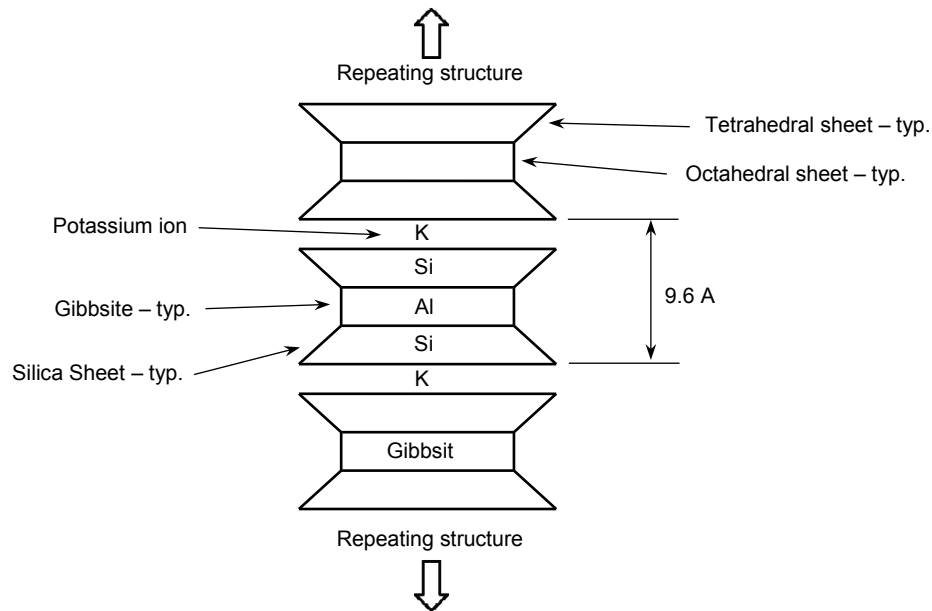 Repeating structure
Tetrahedral sheet – typ.
Octahedral sheet – typ.
Potassium ion
K
Si
9.6 A
Gibbsite – typ.
Al
Si
Silica Sheet – typ.
K
Gibbsit
Repeating structure